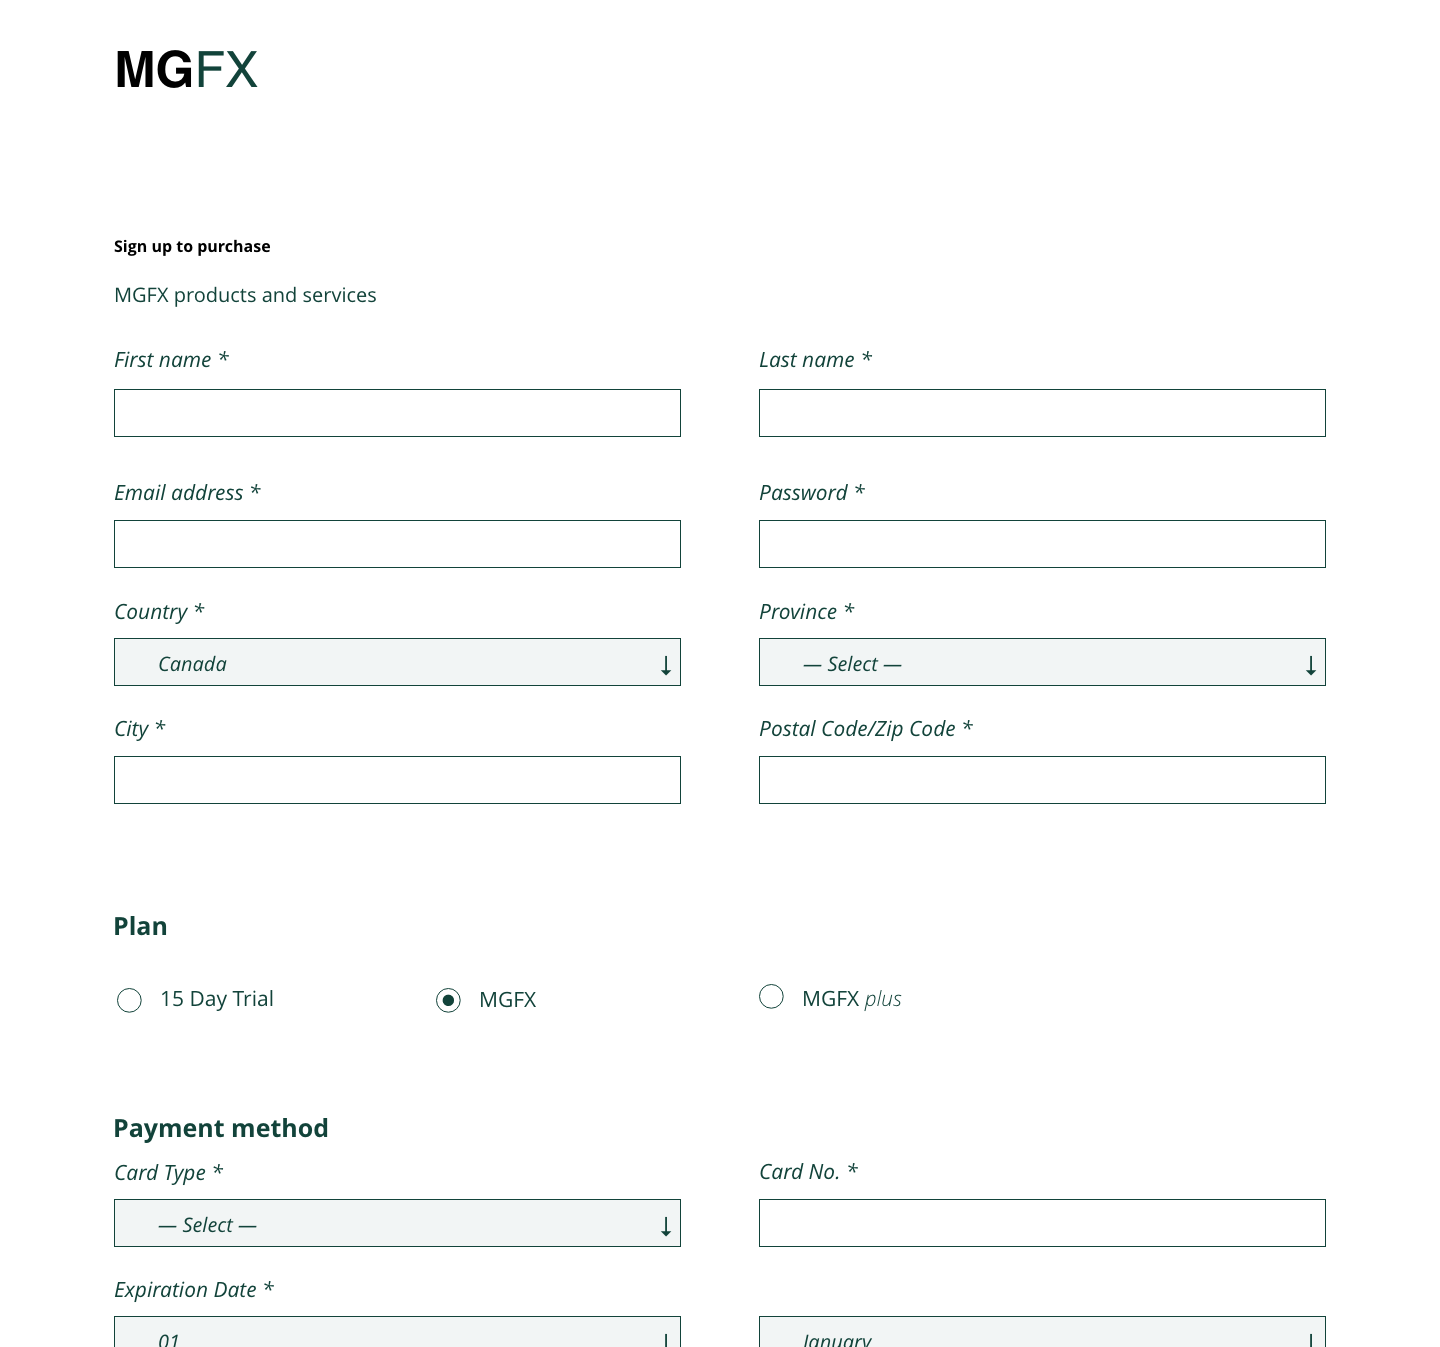 MGFX
Sign up to purchase
MGFX products and services
First name *
Last name *
Email address *
Password *
Country *
Province *
Canada
— Select —
City *
Postal Code/Zip Code *
Plan
15 Day Trial
MGFX
MGFX plus
Payment method
Card Type *
Card No. *
— Select —
Expiration Date *
01
January